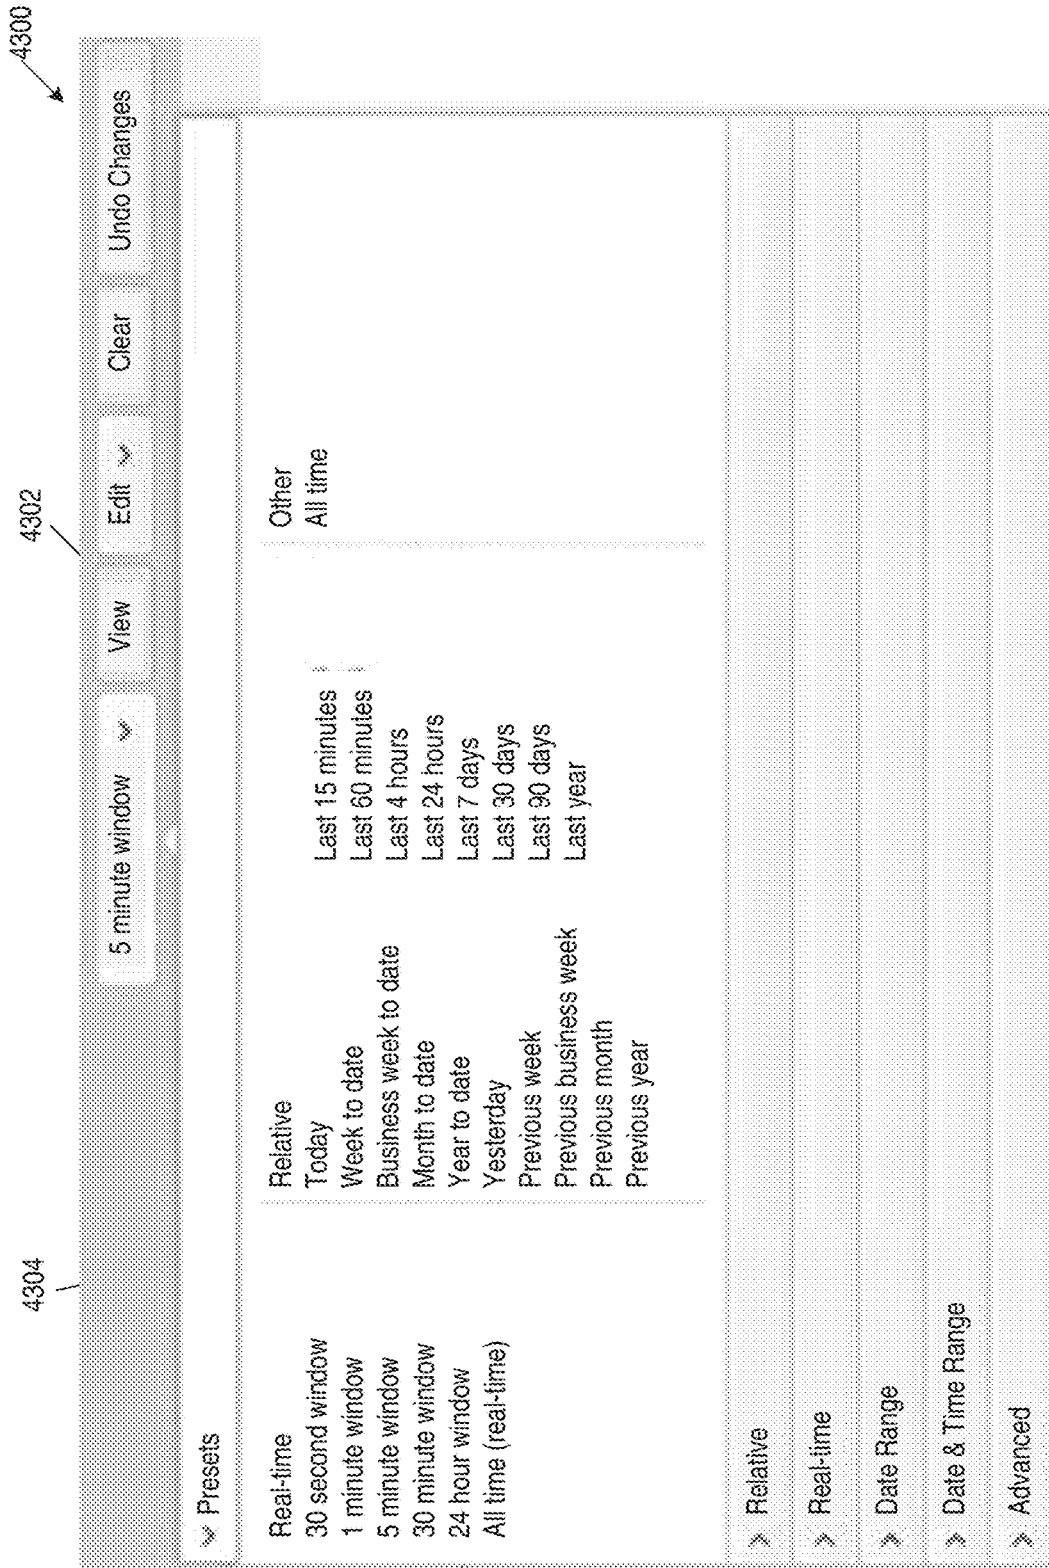 4300
4302
4304
5 minute window View Edit Clear Undo Changes
Presets
Real-time
30 second window
1 minute window
5 minute window
30 minute window
24 hour window
All time (real-time)
Relative
Today
Week to date
Business week to date
Month to date
Year to date
Yesterday
Previous week
Previous business week
Previous month
Previous year
Last 15 minutes
Last 60 minutes
Last 4 hours
Last 24 hours
Last 7 days
Last 30 days
Last 90 days
Last year
Other
All time
Relative
Real-time
Date Range
Date & Time Range
Advanced